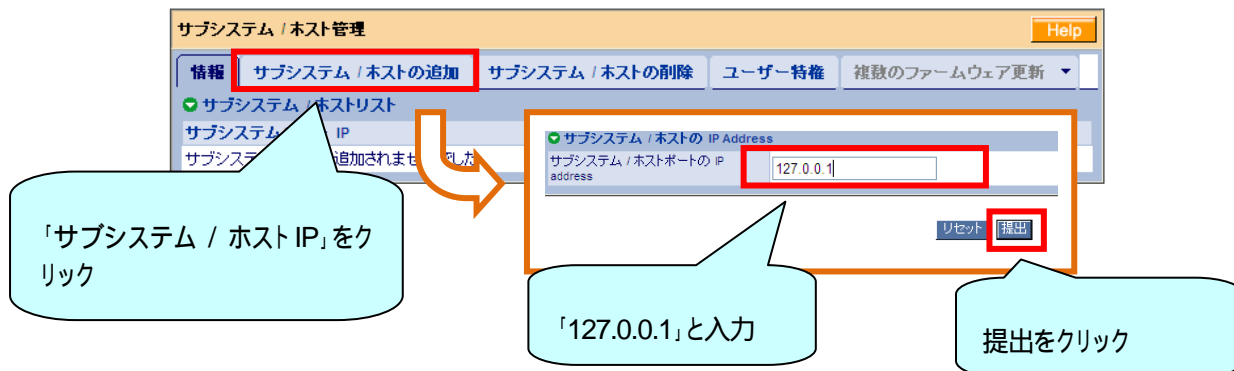 サブシステム / ホスト管理
Help
情報 サブシステム / ホストの追加 サブシステム / ホストの削除 ユーザー特権 複数のファームウェア更新
サブシステム / ホストリスト
サブシステム IP
サブシステ 追加されませ でした
サブシステム / ホストの IP Address
サブシステム / ホストポートの IP
address
127.0.0.1
リセット 提出
「サブシステム / ホスト IP」をク
リック
「127.0.0.1」と入力
提出をクリック